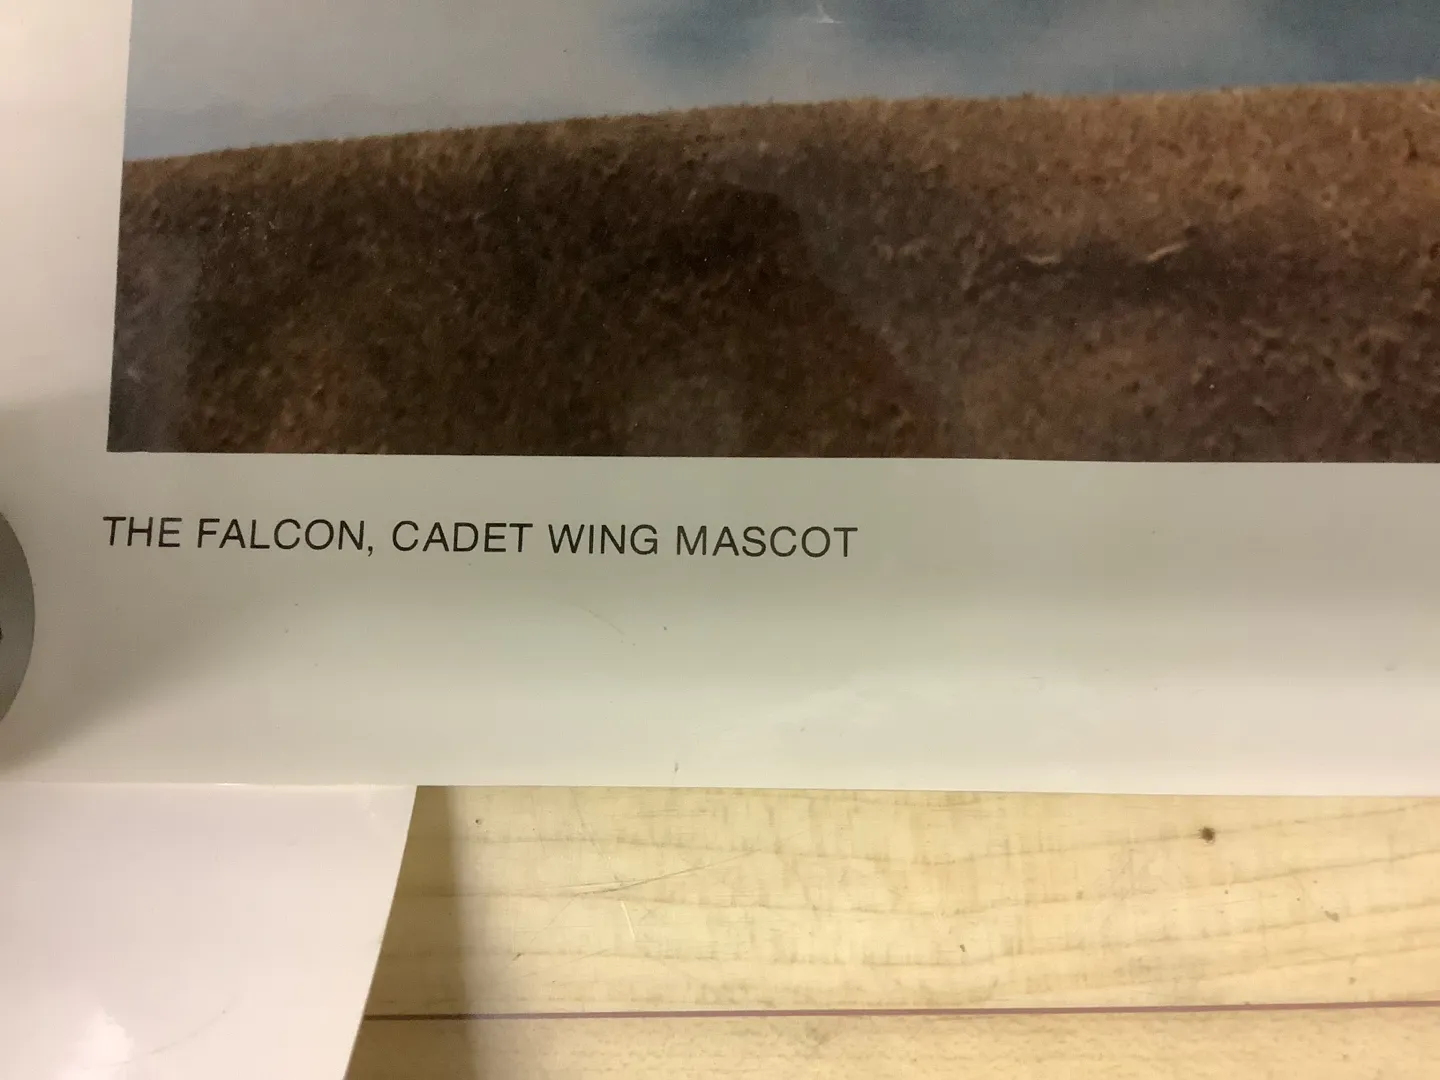 THE FALCON, CADET WING MASCOT